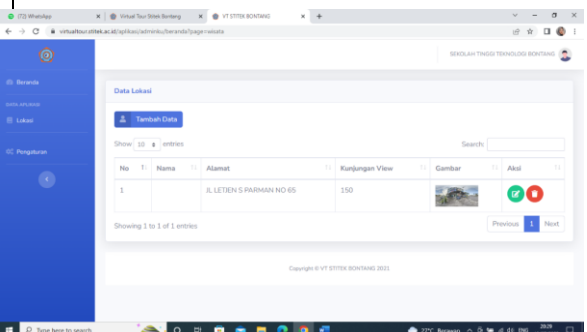 (72) WhatsApp
Virtual Tour Stitek Bontang
VT STITEK BONTANG
virtualtour.stitek.ac.id/aplikasi/adminku/beranda?page=wisata
SEKOLAH TINGGI TEKNOLOGI BONTANG
Beranda
DATA APLIKASI
Lokasi
Pengaturan
Data Lokasi
Tambah Data
Show 10 entries
Search:
No Nama Alamat Kunjungan View Gambar Aksi
1 JL LETJEN S PARMAN NO 65 150
Showing 1 to 1 of 1 entries
Previous 1 Next
Copyright © VT STITEK BONTANG 2021
Type here to search
27°C Berawan
ENG